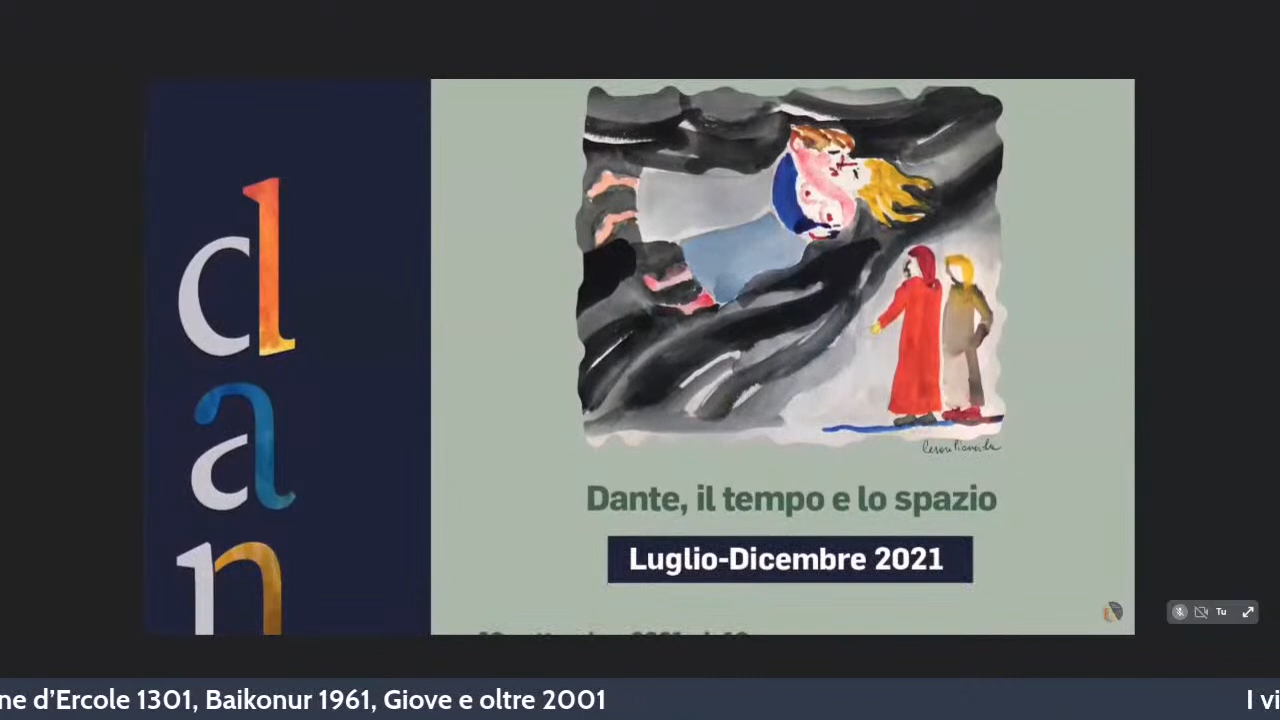 d
a
n
Dante, il tempo e lo spazio
Luglio-Dicembre 2021
Tu
ne d'Ercole 1301, Baikonur 1961, Giove e oltre 2001
I vi